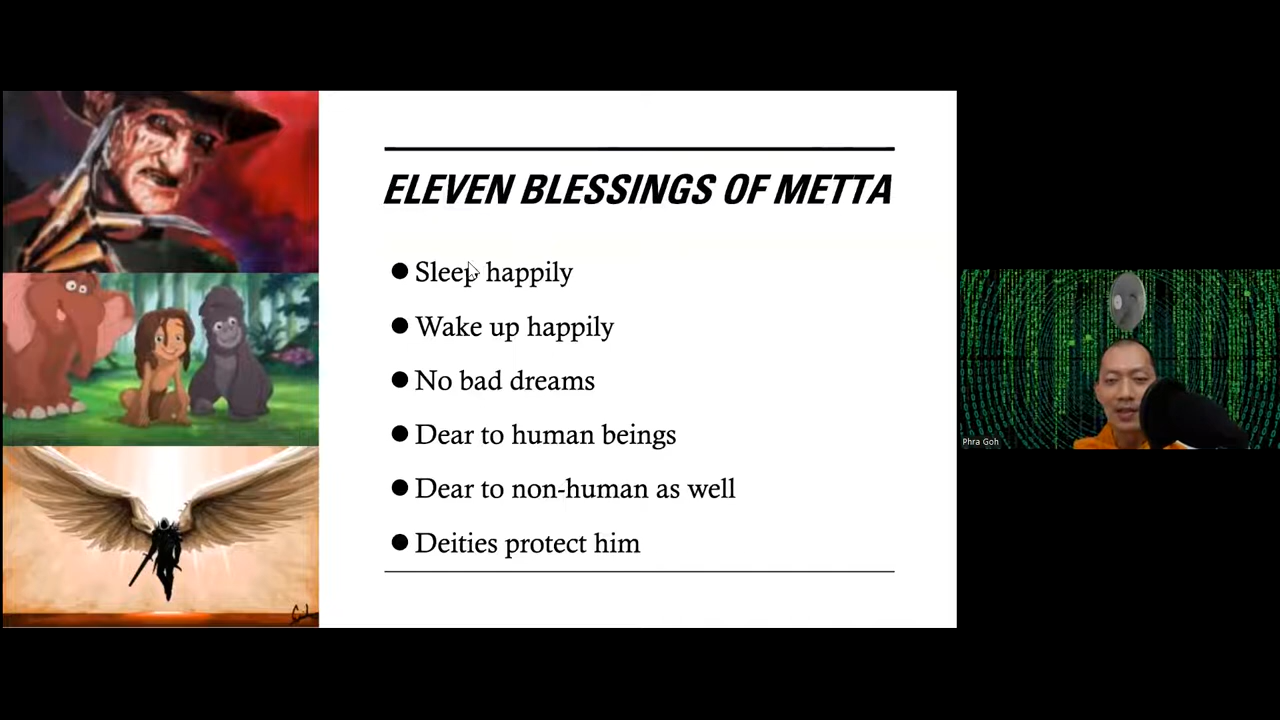 ELEVEN BLESSINGS OF METTA
● Sleep happily
● Wake up happily
● No bad dreams
● Dear to human beings
● Dear to non-human as well
● Deities protect him
Phra Goh